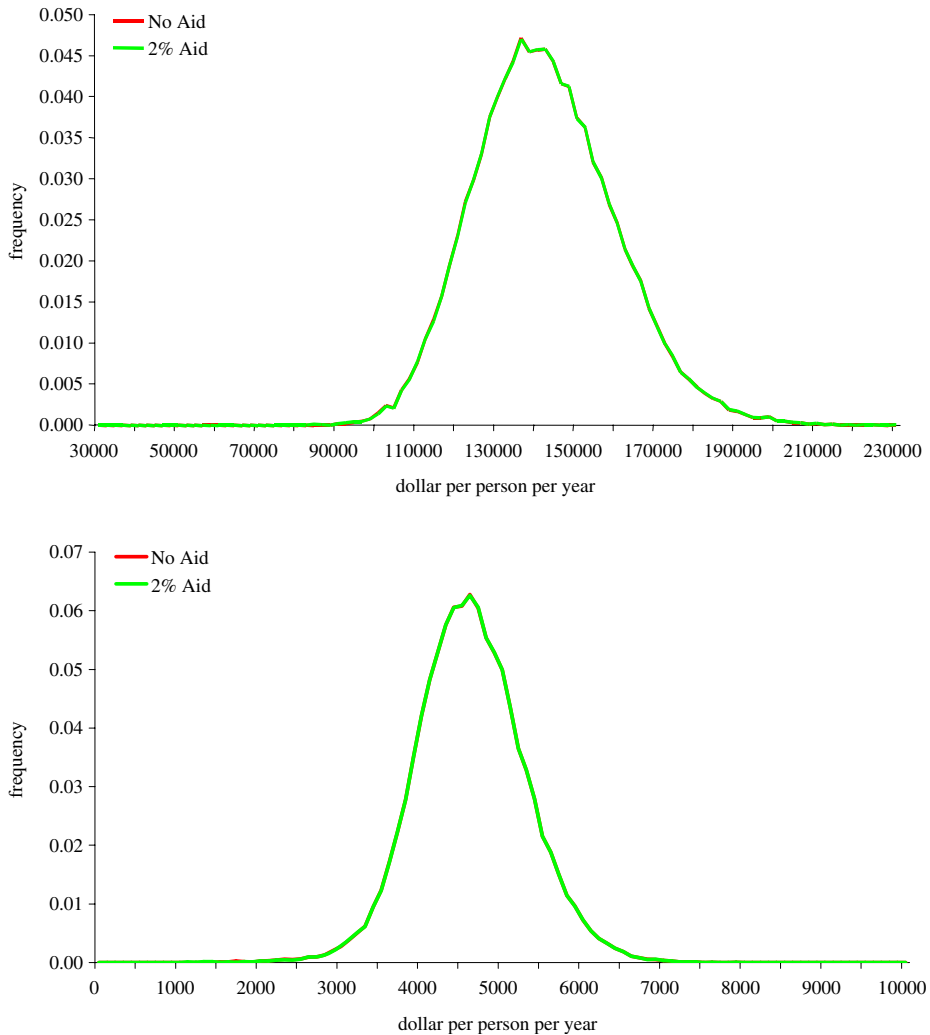 No Aid
2% Aid
0.050
0.045
0.040
0.035
0.030
0.025
0.020
0.015
0.010
0.005
0.000
frequency
30000 50000 70000 90000 110000 130000 150000 170000 190000 210000 230000
dollar per person per year
No Aid
2% Aid
0.07
0.06
0.05
0.04
0.03
0.02
0.01
0.00
frequency
0 1000 2000 3000 4000 5000 6000 7000 8000 9000 10000
dollar per person per year